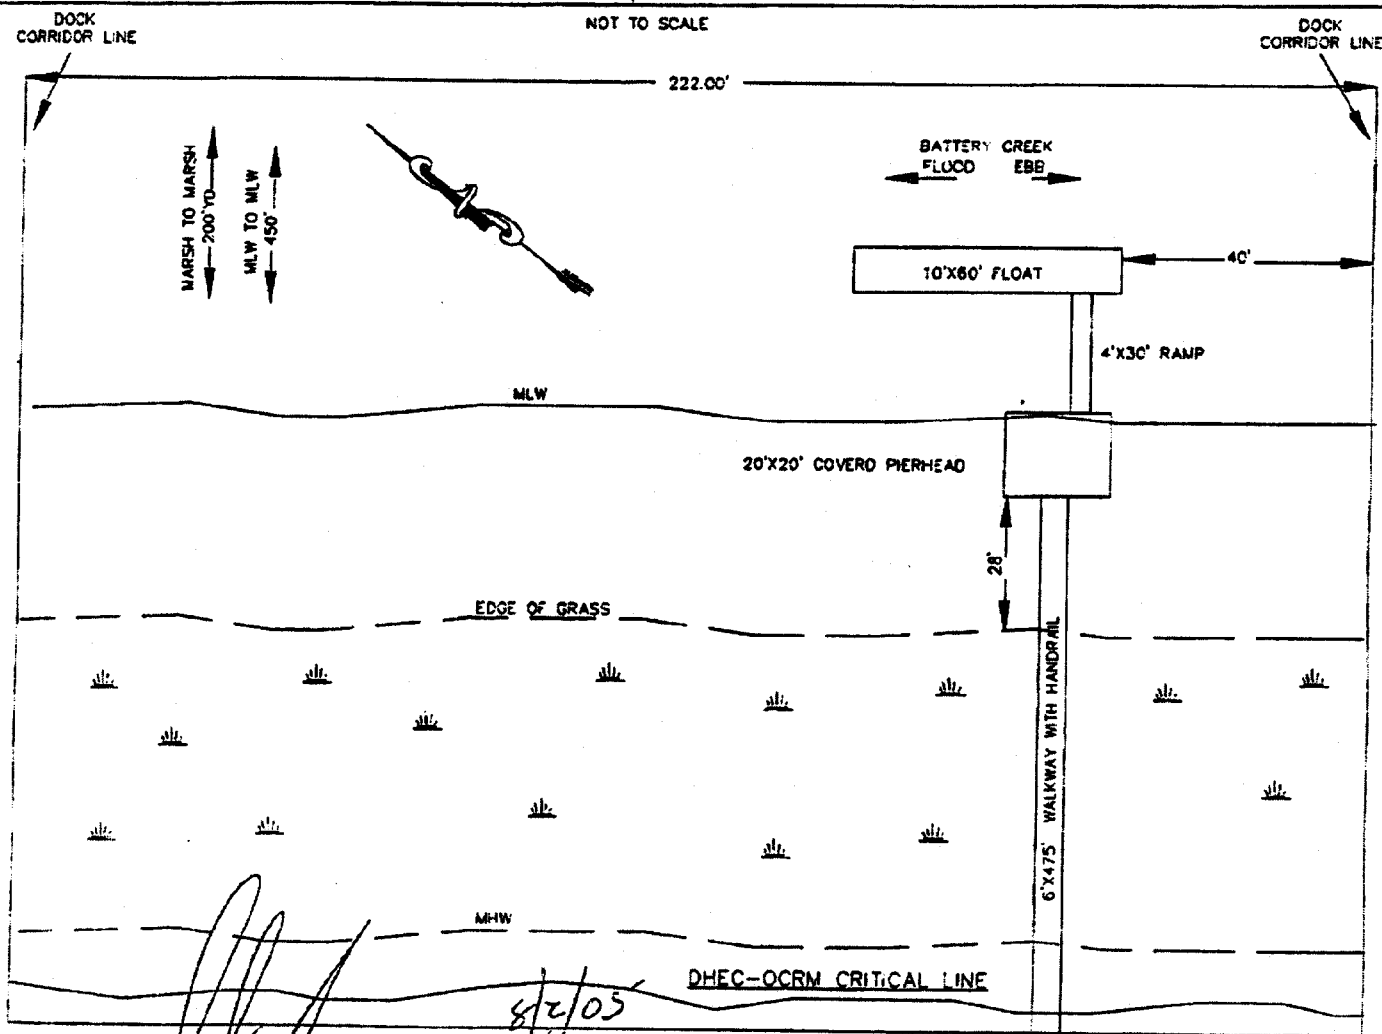 DOCK
CORRIDOR LINE
NOT TO SCALE
DOCK
CORRIDOR LINE
222.00'
MARSH TO MARSH
200'YD
MLW TO MLW
450'
BATTERY CREEK
FLOOD EBB
10'X60' FLOAT
40'
4'X30' RAMP
MLW
20'X20' COVERD PIERHEAD
28'
EDGE OF GRASS
6'X475' WALKWAY WITH HANDRAIL
MHW
DHEC-OCRM CRITICAL LINE
8/2/05